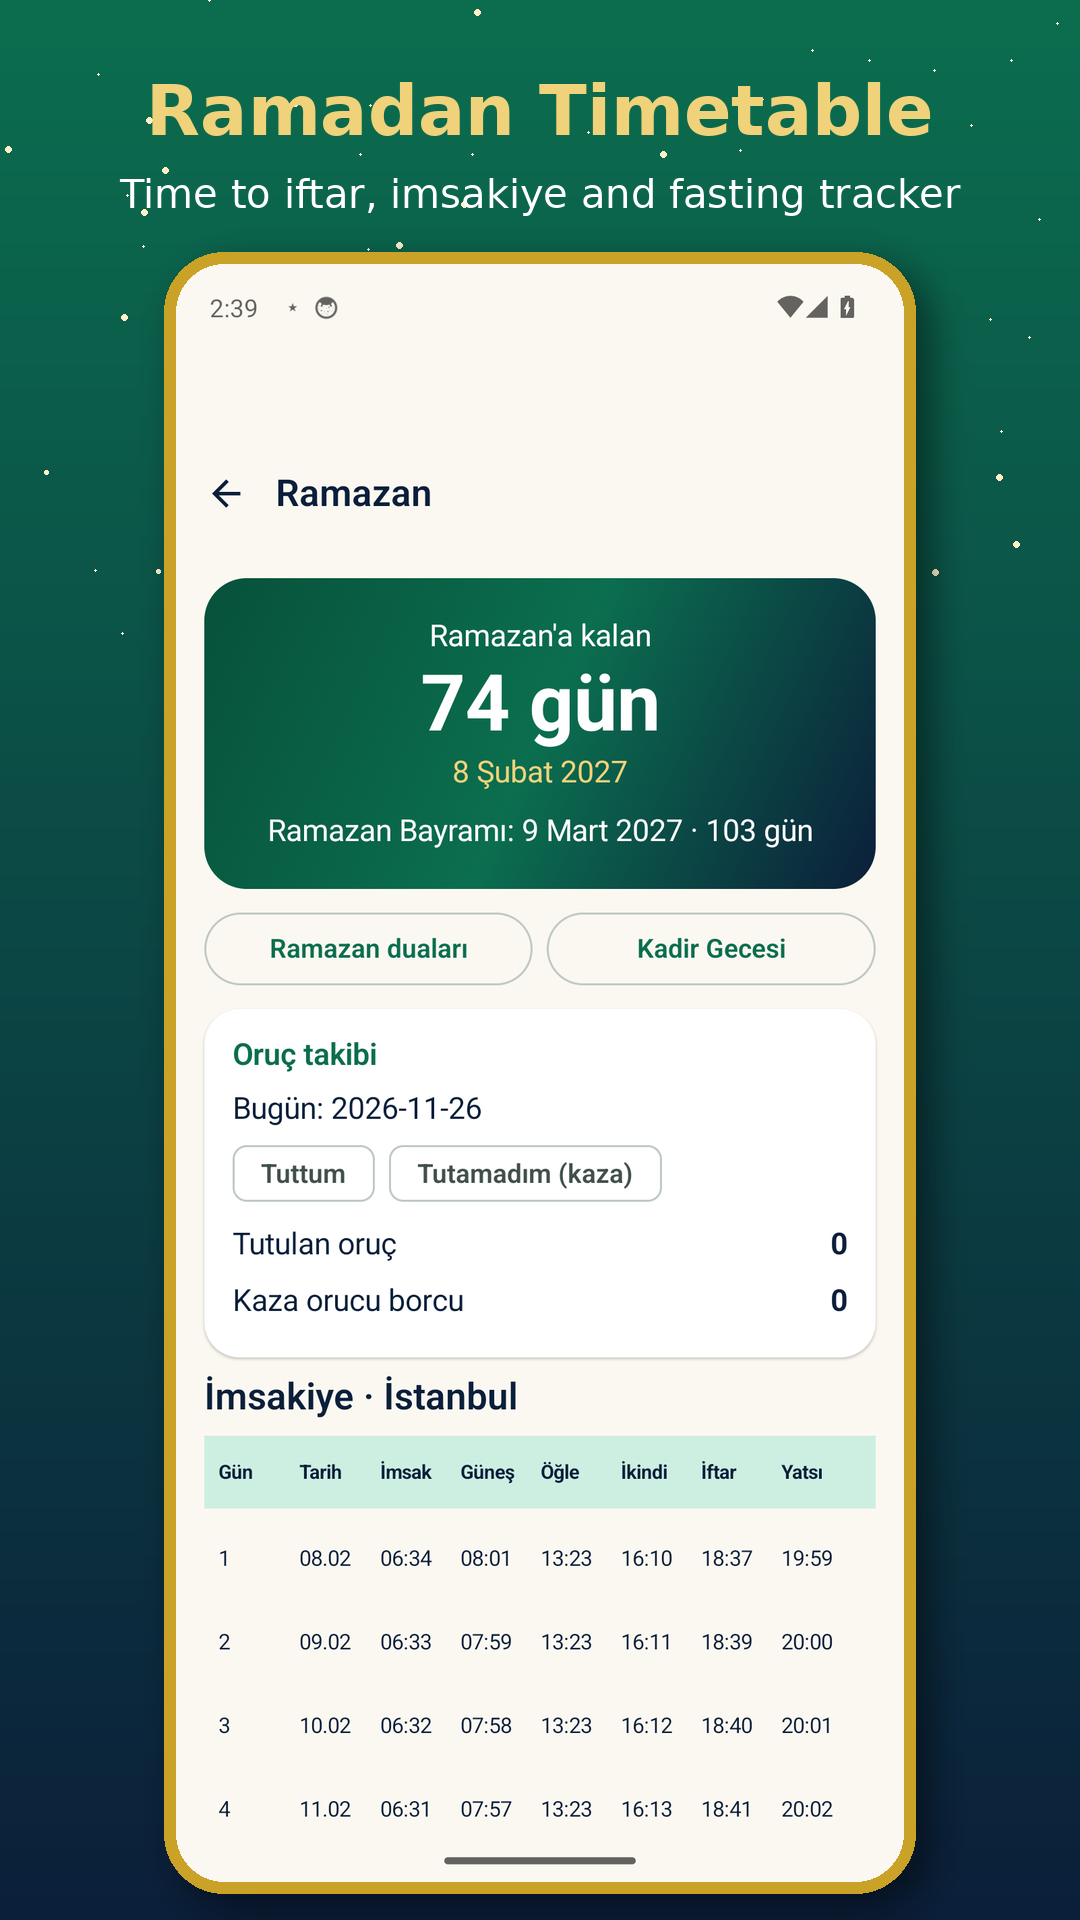 Ramadan Timetable
Time to iftar, imsakiye and fasting tracker
2:39
Ramazan
Ramazan'a kalan
74 gün
8 Şubat 2027
Ramazan Bayramı: 9 Mart 2027 · 103 gün
Ramazan duaları Kadir Gecesi
Oruç takibi
Bugün: 2026-11-26
Tuttum Tutamadım (kaza)
Tutulan oruç 0
Kaza orucu borcu 0
İmsakiye · İstanbul
Gün Tarih İmsak Güneş Öğle İkindi İftar Yatsı
1 08.02 06:34 08:01 13:23 16:10 18:37 19:59
2 09.02 06:33 07:59 13:23 16:11 18:39 20:00
3 10.02 06:32 07:58 13:23 16:12 18:40 20:01
4 11.02 06:31 07:57 13:23 16:13 18:41 20:02